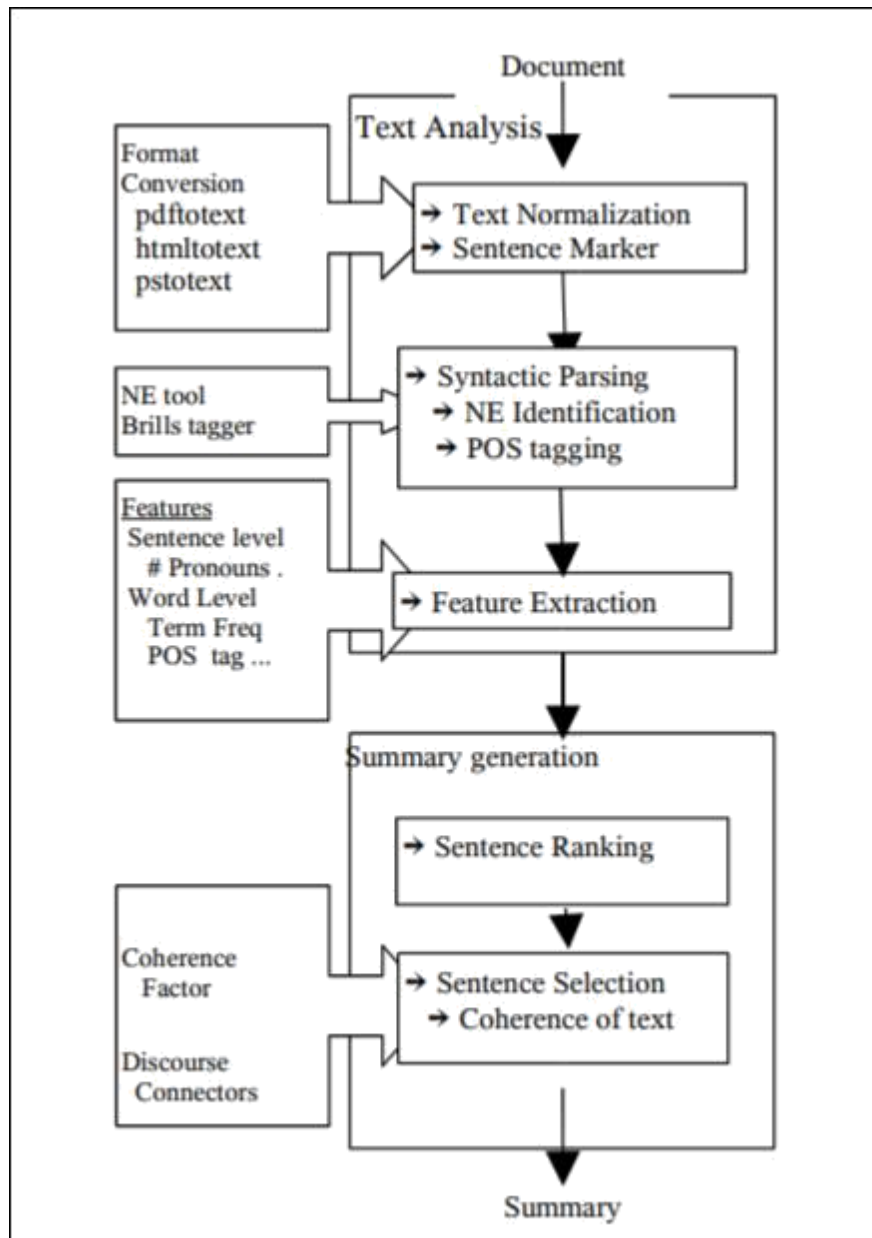 Document
Text Analysis
Format
Conversion
pdftotext
htmltotext
pstotext
→ Text Normalization
→ Sentence Marker
NE tool
Brills tagger
→ Syntactic Parsing
→ NE Identification
→ POS tagging
Features
Sentence level
# Pronouns .
Word Level
Term Freq
POS tag ...
→ Feature Extraction
Summary generation
→ Sentence Ranking
Coherence
Factor
Discourse
Connectors
→ Sentence Selection
→ Coherence of text
Summary